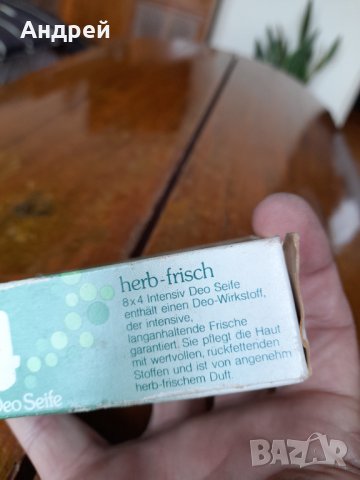 Андрей
herb-frisch
8x4 Intensiv Deo Seife
enthält einen Deo-Wirkstoff,
der intensive,
langanhaltende Frische
garantiert. Sie pflegt die Haut
mit wertvollen, rückfettenden
Stoffen und ist von angenehm
herb-frischem Duft.
4
Deo Seife
BAZAR